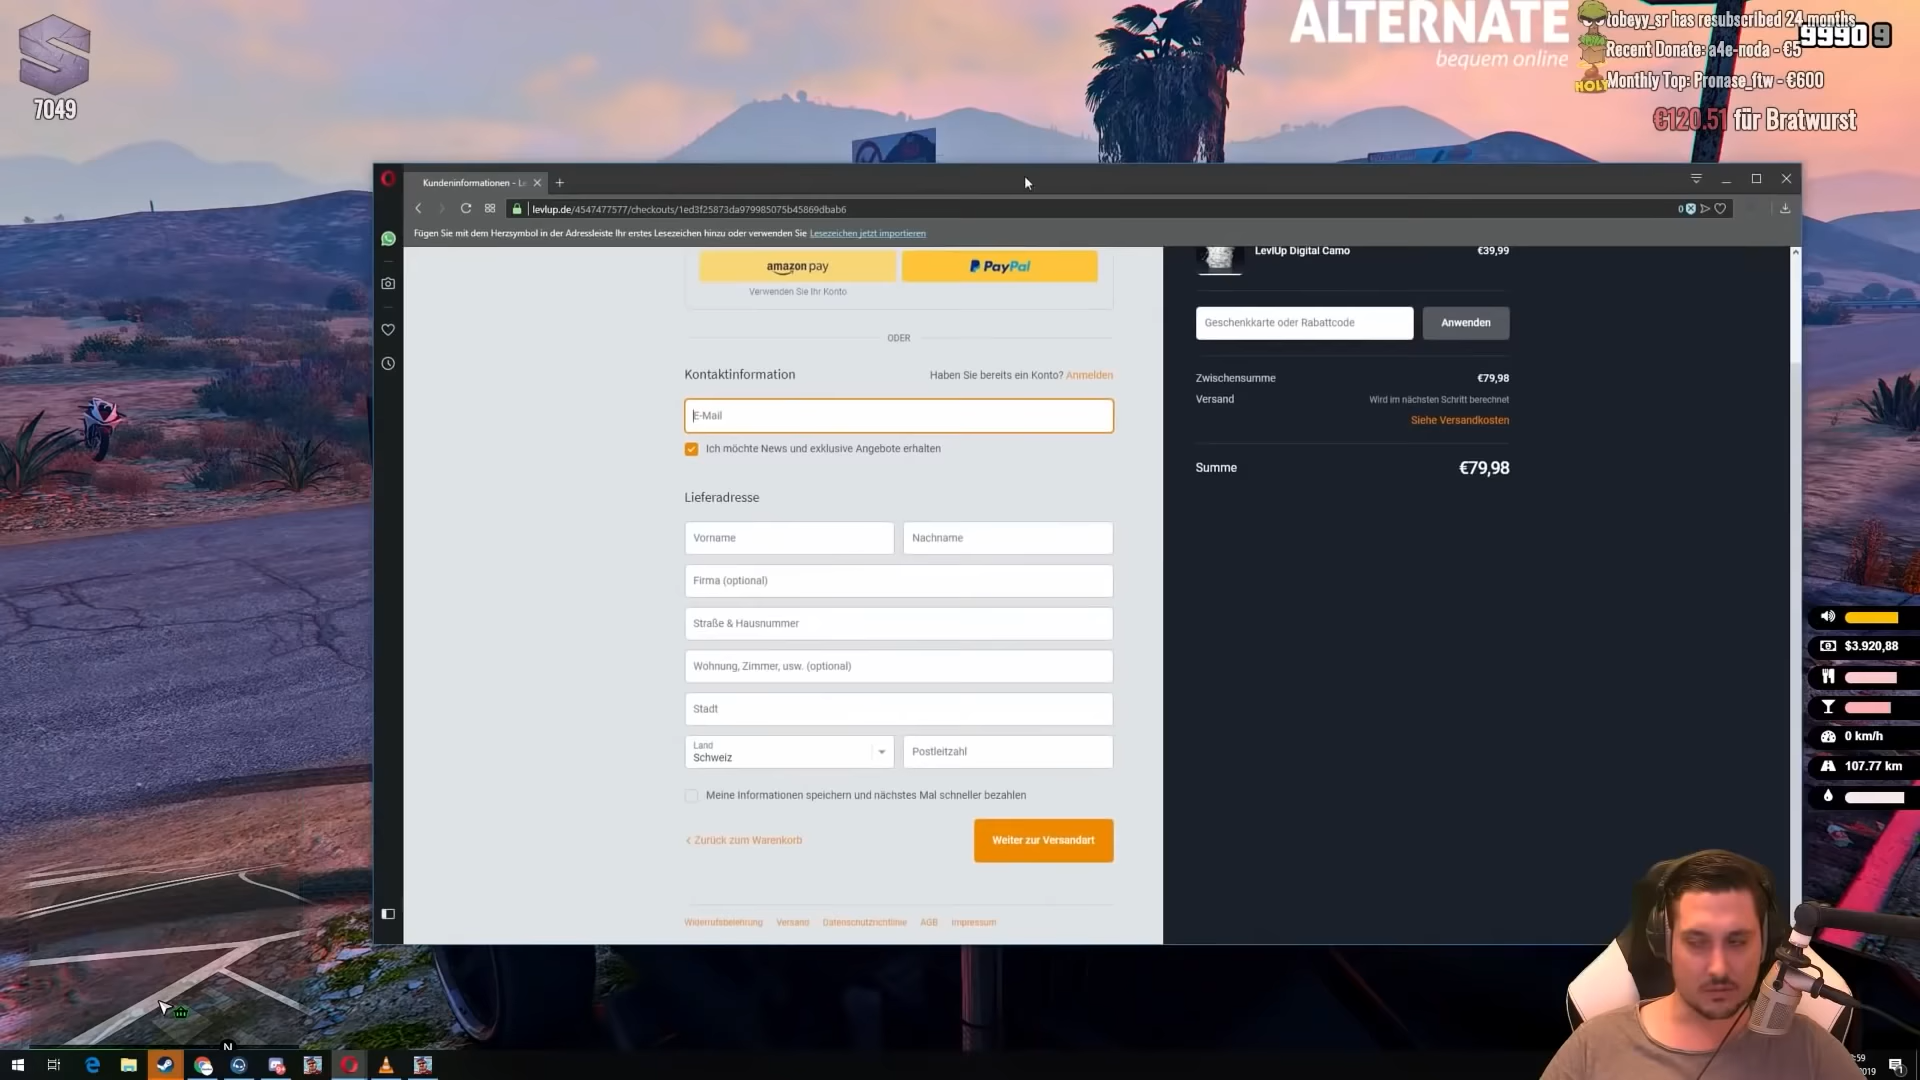 7049
ALTERNATE
bequem online
tobeyy_sr has resubscribed 24 months
Recent Donate: a4e-noda - €5
99909
HOLY
Monthly Top: Pronase_ftw - €600
€120.51 für Bratwurst
Kundeninformationen - Le
levlup.de/4547477577/checkouts/1ed3f25873da979985075b45869dbab6
0
Fügen Sie mit dem Herzsymbol in der Adressleiste Ihr erstes Lesezeichen hinzu oder verwenden Sie Lesezeichen jetzt importieren
amazon pay
PayPal
Verwenden Sie Ihr Konto
ODER
Kontaktinformation
Haben Sie bereits ein Konto? Anmelden
E-Mail
Ich möchte News und exklusive Angebote erhalten
Lieferadresse
Vorname
Nachname
Firma (optional)
Straße & Hausnummer
Wohnung, Zimmer, usw. (optional)
Stadt
Land
Schweiz
Postleitzahl
Meine Informationen speichern und nächstes Mal schneller bezahlen
< Zurück zum Warenkorb
Weiter zur Versandart
Widerrufsbelehrung Versand Datenschutzrichtlinie AGB Impressum
LevlUp Digital Camo
€39,99
Geschenkkarte oder Rabattcode
Anwenden
Zwischensumme
€79,98
Versand
Wird im nächsten Schritt berechnet
Siehe Versandkosten
Summe
€79,98
$3.920,88
0 km/h
107.77 km
N
:59
2019
1